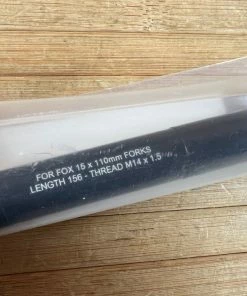 FOR FOX 15 x 110mm FORKS
LENGTH 156 - THREAD M14 x 1.5